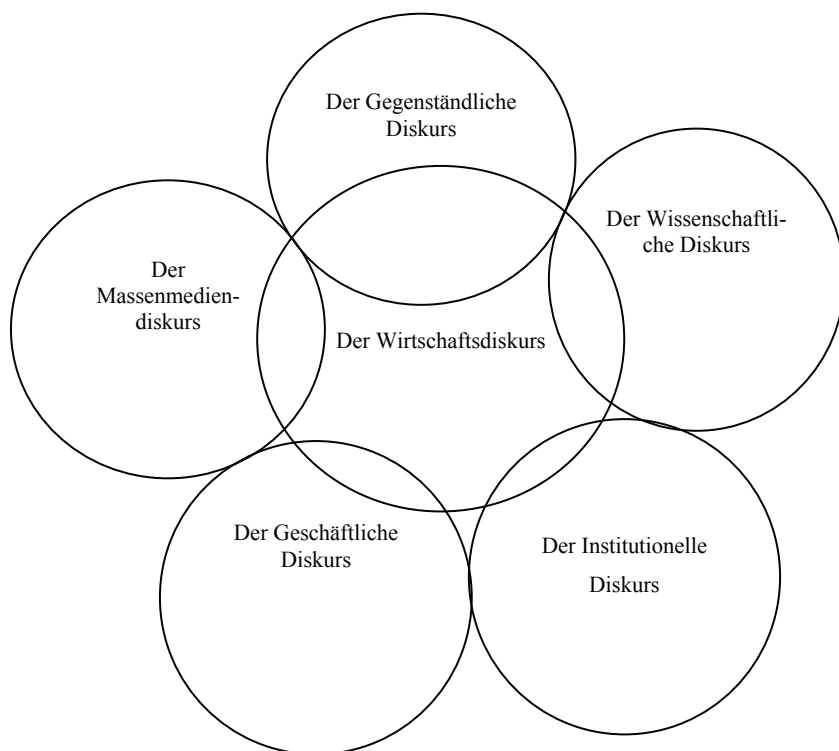 Der Gegenständliche
Diskurs
Der Wissenschaftli-
che Diskurs
Der
Massenmedien-
diskurs
Der Wirtschaftsdiskurs
Der Geschäftliche
Diskurs
Der Institutionelle
Diskurs